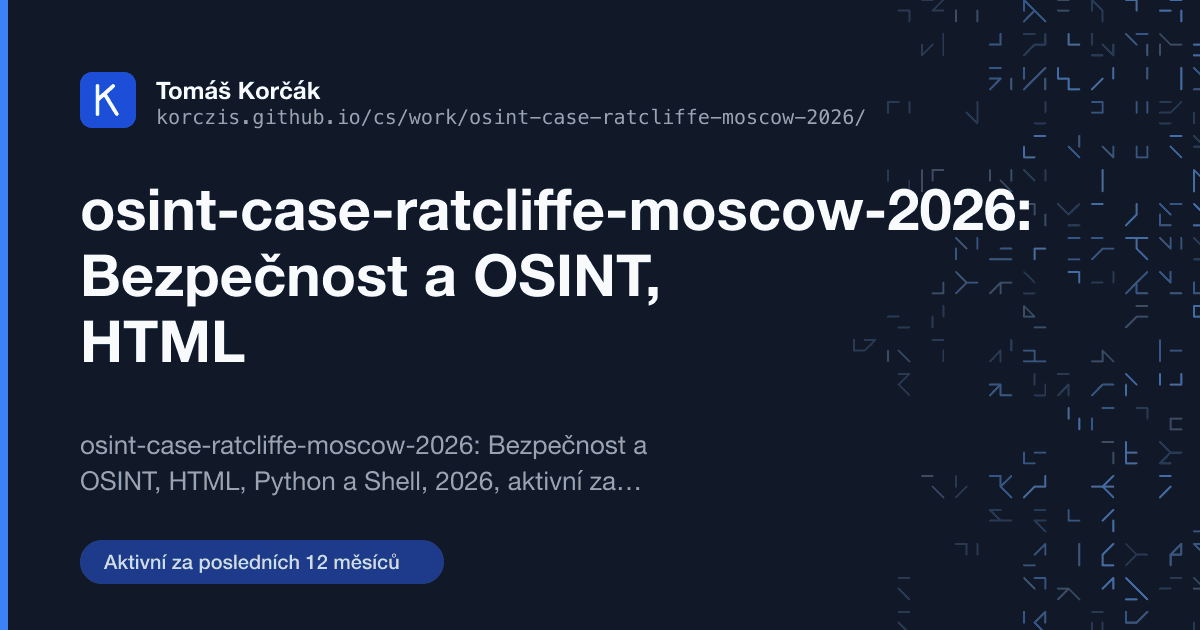 K
Tomáš Korčák
korczis.github.io/cs/work/osint-case-ratcliffe-moscow-2026/
osint-case-ratcliffe-moscow-2026:
Bezpečnost a OSINT,
HTML
osint-case-ratcliffe-moscow-2026: Bezpečnost a
OSINT, HTML, Python a Shell, 2026, aktivní za…
Aktivní za posledních 12 měsíců